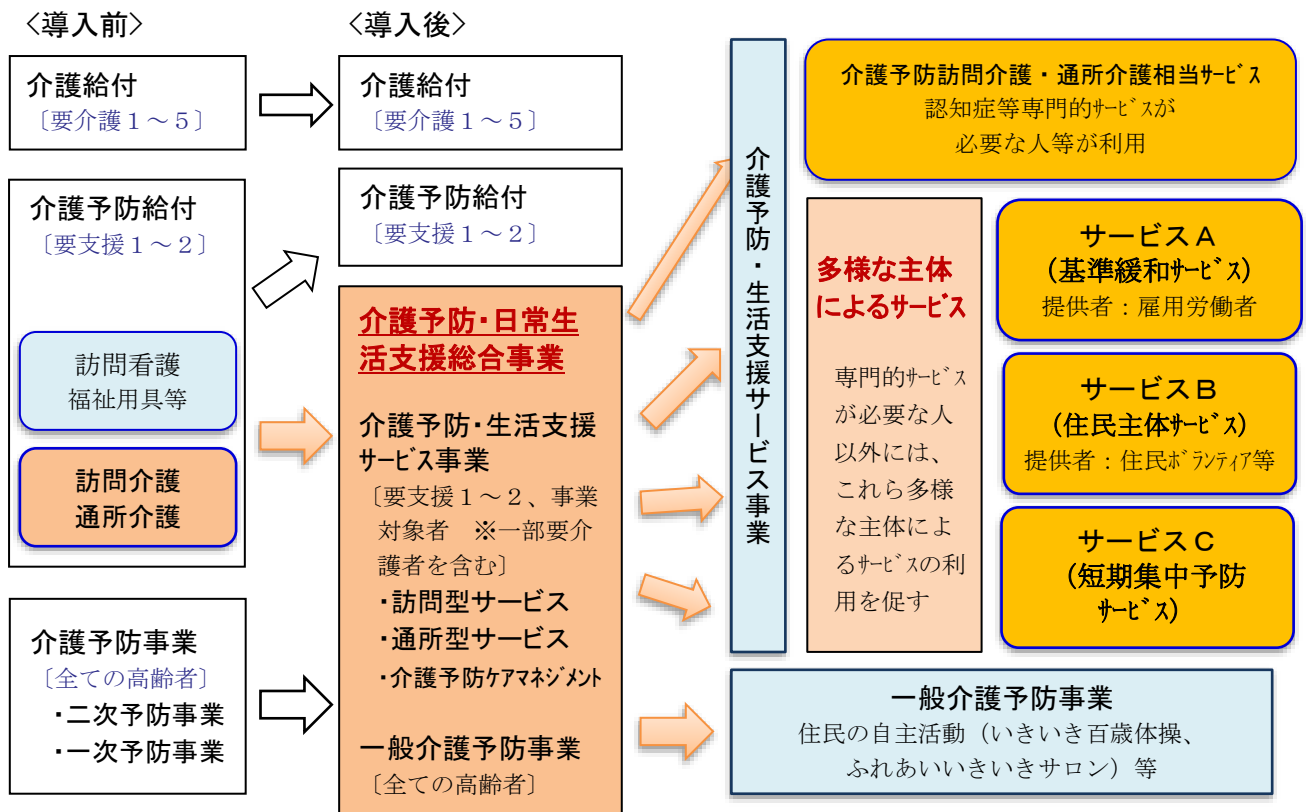 〈導入前〉
介護給付
〔要介護１～５〕
介護予防給付
〔要支援１～２〕
訪問看護
福祉用具等
訪問介護
通所介護
介護予防事業
〔全ての高齢者〕
・二次予防事業
・一次予防事業
〈導入後〉
介護給付
〔要介護１～５〕
介護予防給付
〔要支援１～２〕
介護予防・日常生
活支援総合事業
介護予防・生活支援
ｻｰﾋﾞｽ事業
〔要支援１～２、事業
対象者　※一部要介
護者を含む〕
・訪問型サービス
・通所型サービス
・介護予防ｹｱﾏﾈｼﾞﾒﾝﾄ
一般介護予防事業
〔全ての高齢者〕
介護予防・生活支援サービス事業
介護予防訪問介護・通所介護相当ｻｰﾋﾞｽ
認知症等専門的ｻｰﾋﾞｽが
必要な人等が利用
多様な主体
によるサービス
専門的ｻｰﾋﾞｽ
が必要な人
以外には、
これら多様
な主体によ
るｻｰﾋﾞｽの利
用を促す
サービスＡ
(基準緩和ｻｰﾋﾞｽ)
提供者：雇用労働者
サービスＢ
(住民主体ｻｰﾋﾞｽ)
提供者：住民ﾎﾞﾗﾝﾃｨｱ等
サービスＣ
(短期集中予防
ｻｰﾋﾞｽ)
一般介護予防事業
住民の自主活動（いきいき百歳体操、
ふれあいいきいきサロン）等